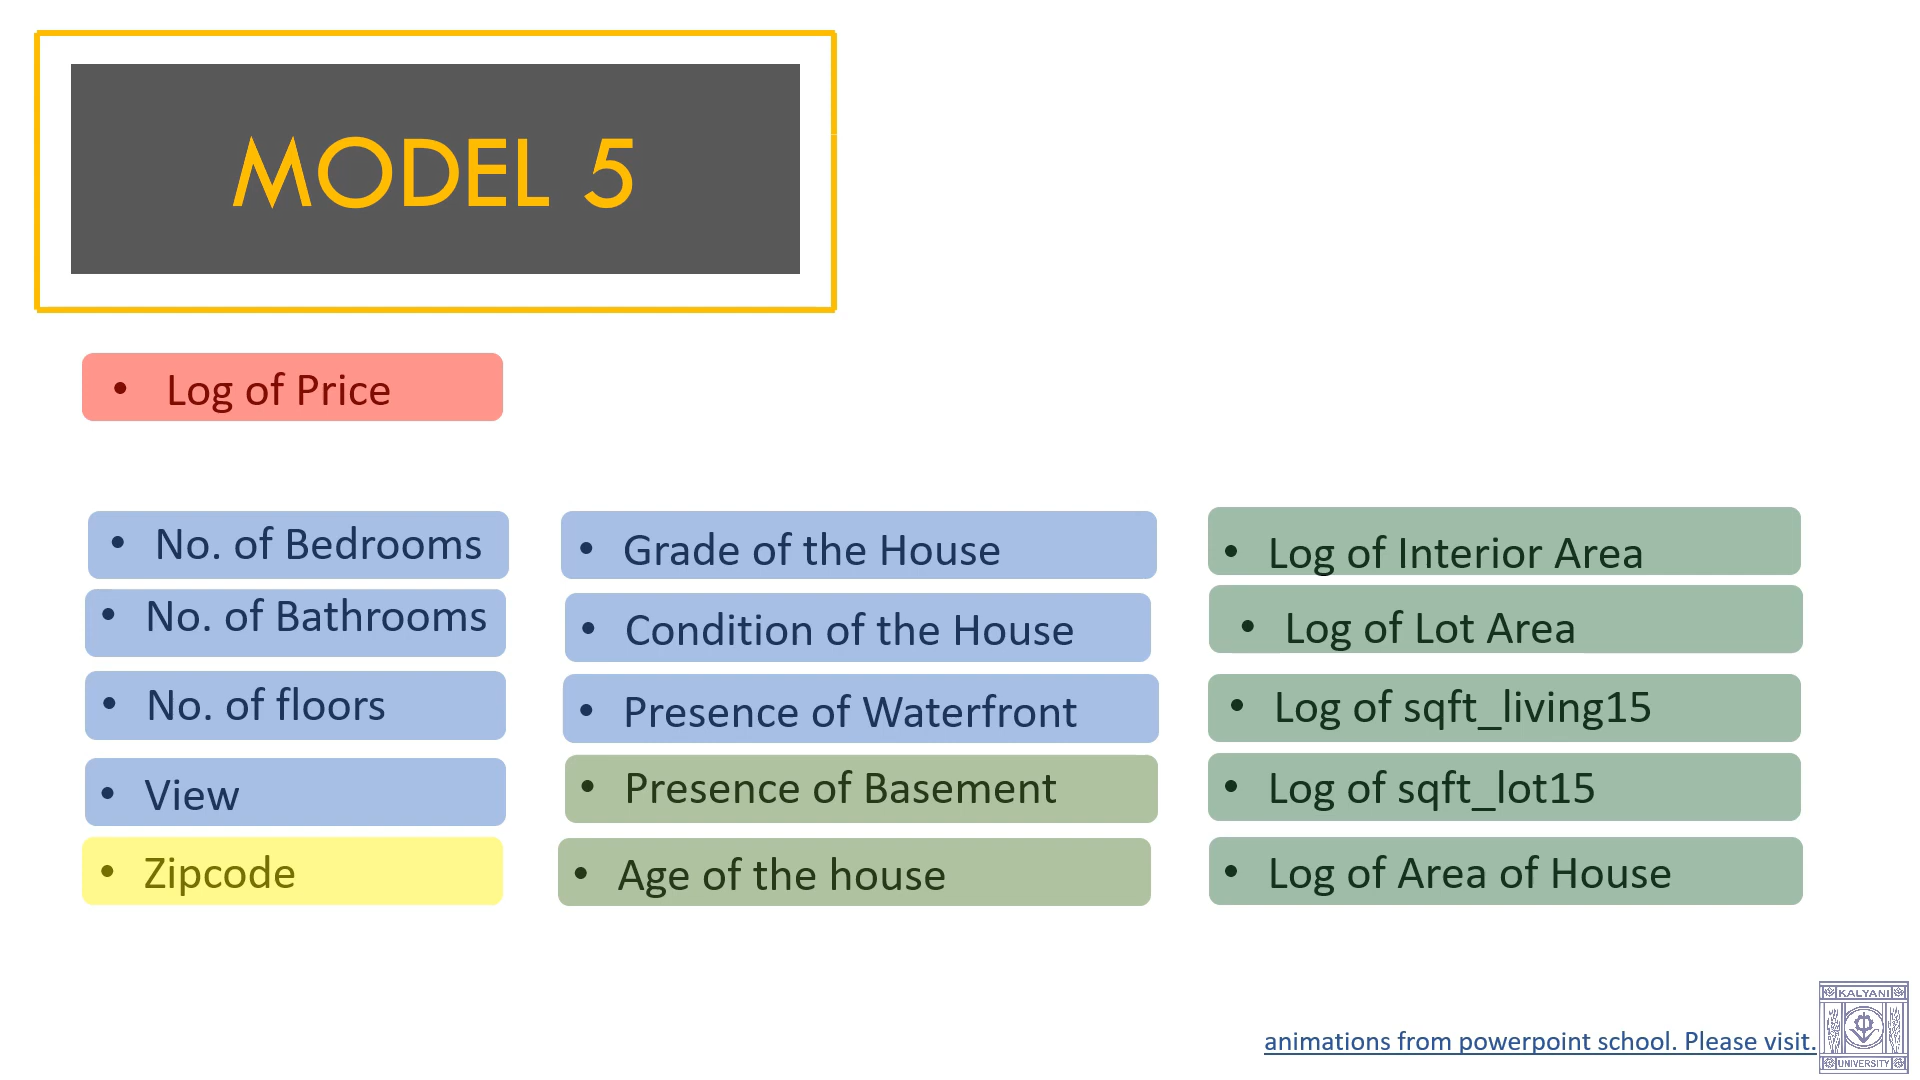 MODEL 5
• Log of Price
• No. of Bedrooms
• No. of Bathrooms
• No. of floors
• View
• Zipcode
• Grade of the House
• Condition of the House
• Presence of Waterfront
• Presence of Basement
• Age of the house
• Log of Interior Area
• Log of Lot Area
• Log of sqft_living15
• Log of sqft_lot15
• Log of Area of House
animations from powerpoint school. Please visit.
KALYANI
UNIVERSITY